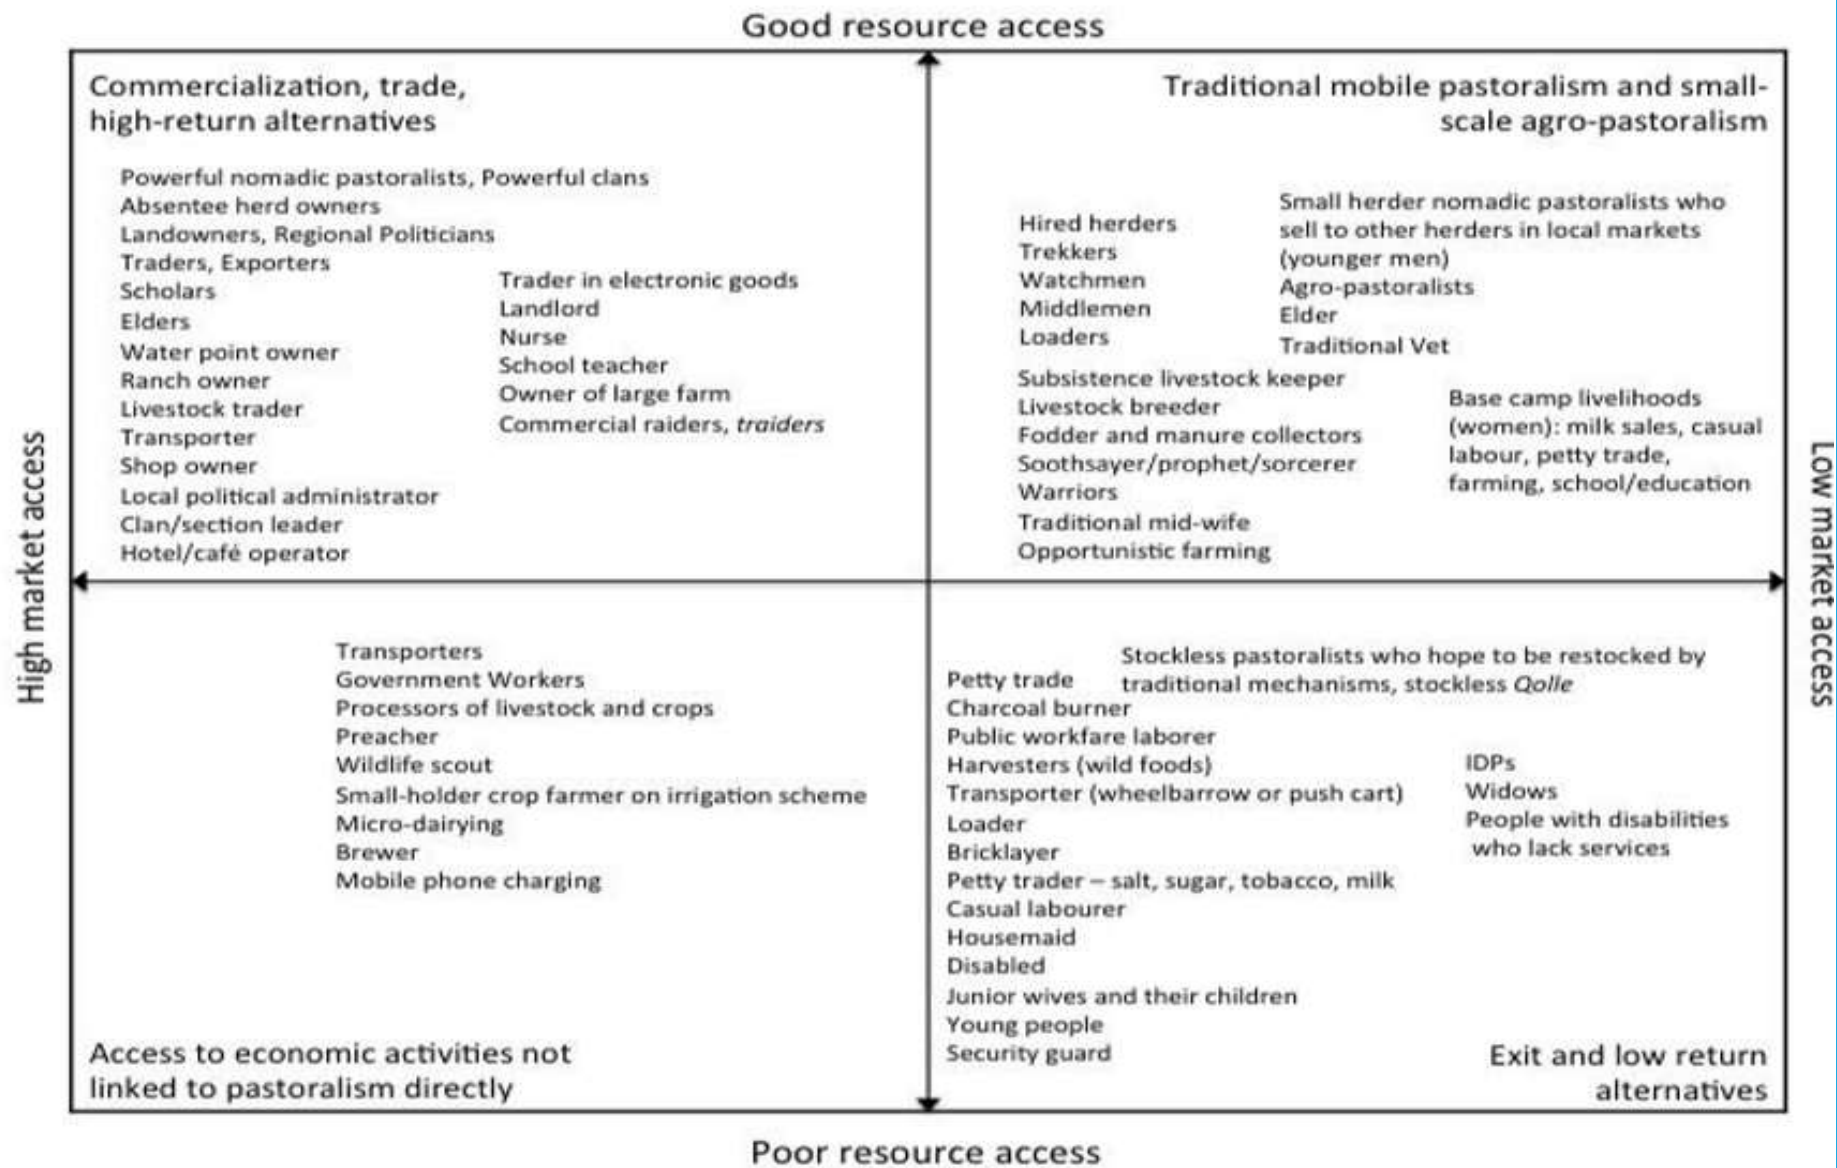 Good resource access
Commercialization, trade,
high-return alternatives
Powerful nomadic pastoralists, Powerful clans
Absentee herd owners
Landowners, Regional Politicians
Traders, Exporters
Scholars
Elders
Water point owner
Ranch owner
Livestock trader
Transporter
Shop owner
Local political administrator
Clan/section leader
Hotel/café operator
Trader in electronic goods
Landlord
Nurse
School teacher
Owner of large farm
Commercial raiders, traiders
Traditional mobile pastoralism and small-
scale agro-pastoralism
Hired herders
Trekkers
Watchmen
Middlemen
Loaders
Small herder nomadic pastoralists who
sell to other herders in local markets
(younger men)
Agro-pastoralists
Elder
Traditional Vet
Subsistence livestock keeper
Livestock breeder
Fodder and manure collectors
Soothsayer/prophet/sorcerer
Warriors
Traditional mid-wife
Opportunistic farming
Base camp livelihoods
(women): milk sales, casual
labour, petty trade,
farming, school/education
High market access
Low market access
Transporters
Government Workers
Processors of livestock and crops
Preacher
Wildlife scout
Small-holder crop farmer on irrigation scheme
Micro-dairying
Brewer
Mobile phone charging
Access to economic activities not
linked to pastoralism directly
Stockless pastoralists who hope to be restocked by
traditional mechanisms, stockless Qolle
Petty trade
Charcoal burner
Public workfare laborer
Harvesters (wild foods)
Transporter (wheelbarrow or push cart)
Loader
Bricklayer
Petty trader – salt, sugar, tobacco, milk
Casual labourer
Housemaid
Disabled
Junior wives and their children
Young people
Security guard
IDPs
Widows
People with disabilities
who lack services
Exit and low return
alternatives
Poor resource access